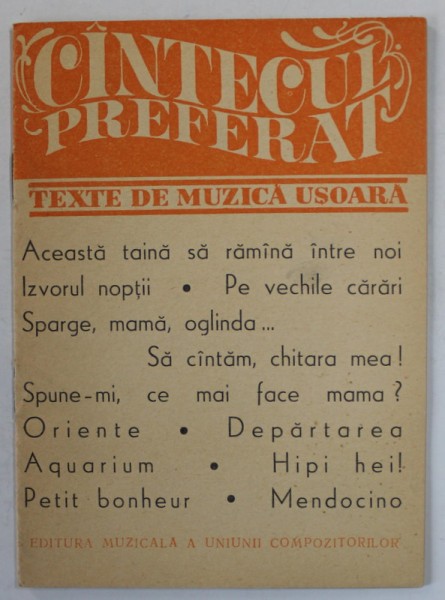 CÎNTECUL
PREFERAT
TEXTE DE MUZICĂ UȘOARĂ
Această taină să rămînă între noi
Izvorul nopții • Pe vechile cărări
Sparge, mamă, oglinda...
Să cîntăm, chitara mea!
Spune-mi, ce mai face mama?
Oriente • Depărtarea
Aquarium • Hipi hei!
Petit bonheur • Mendocino
EDITURA MUZICALĂ A UNIUNII COMPOZITORILOR